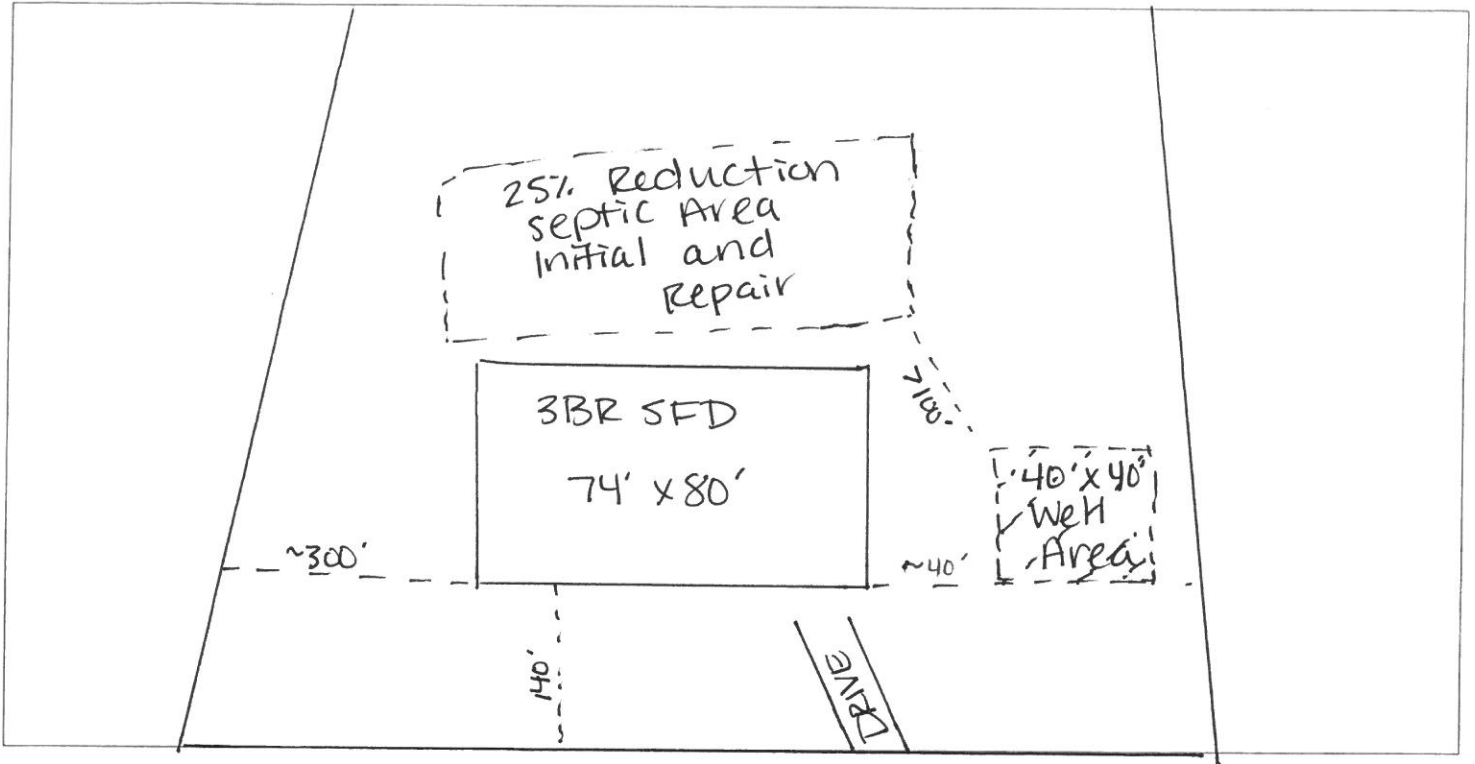 25% Reduction
septic Area
Initial and
Repair
3BR SFD
74' x 80'
>100'
40' x 40'
Well
Area
~300'
~40'
140'
DRIVE